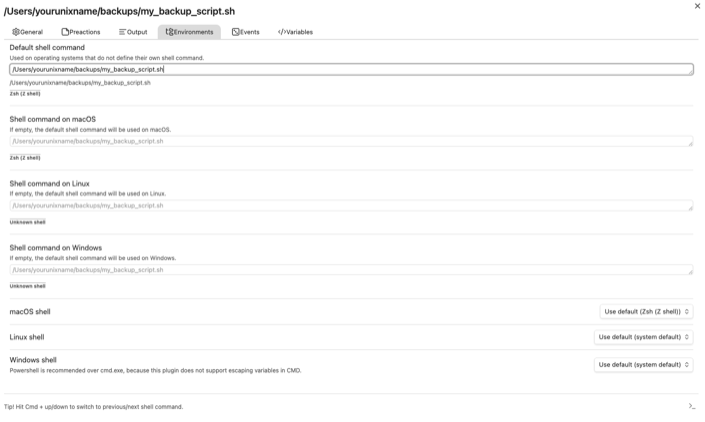 /Users/yourunixname/backups/my_backup_script.sh
General Preactions Output Environments Events </>Variables
Default shell command
Used on operating systems that do not define their own shell command.
/Users/yourunixname/backups/my_backup_script.sh
/Users/yourunixname/backups/my_backup_script.sh
Zsh (Z shell)
Shell command on macOS
If empty, the default shell command will be used on macOS.
/Users/yourunixname/backups/my_backup_script.sh
Zsh (Z shell)
Shell command on Linux
If empty, the default shell command will be used on Linux.
/Users/yourunixname/backups/my_backup_script.sh
Unknown shell
Shell command on Windows
If empty, the default shell command will be used on Windows.
/Users/yourunixname/backups/my_backup_script.sh
Unknown shell
macOS shell Use default (Zsh (Z shell))
Linux shell Use default (system default)
Windows shell
Powershell is recommended over cmd.exe, because this plugin does not support escaping variables in CMD.
Use default (system default)
Tip! Hit Cmd + up/down to switch to previous/next shell command.